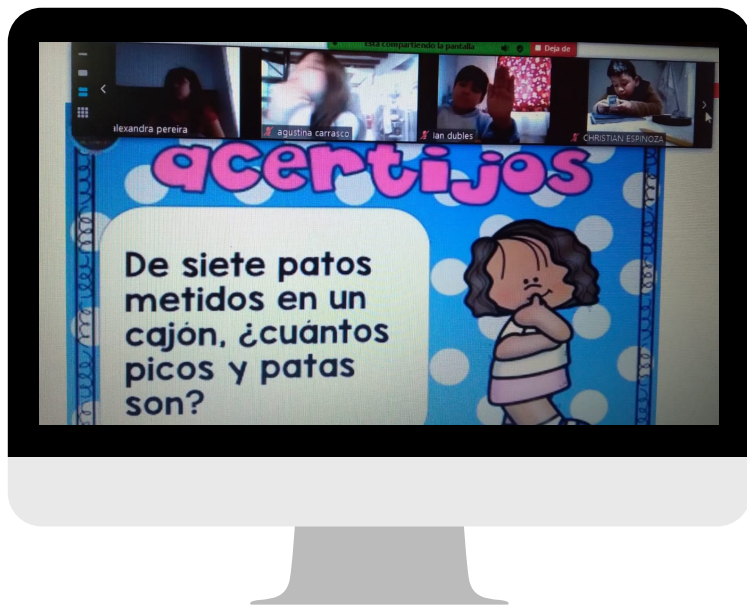 Está compartiendo la pantalla
Deja de
alexandra pereira
agustina carrasco
Ian dubles
CHRISTIAN ESPINOZA
acertijos
De siete patos
metidos en un
cajón, ¿cuántos
picos y patas
son?